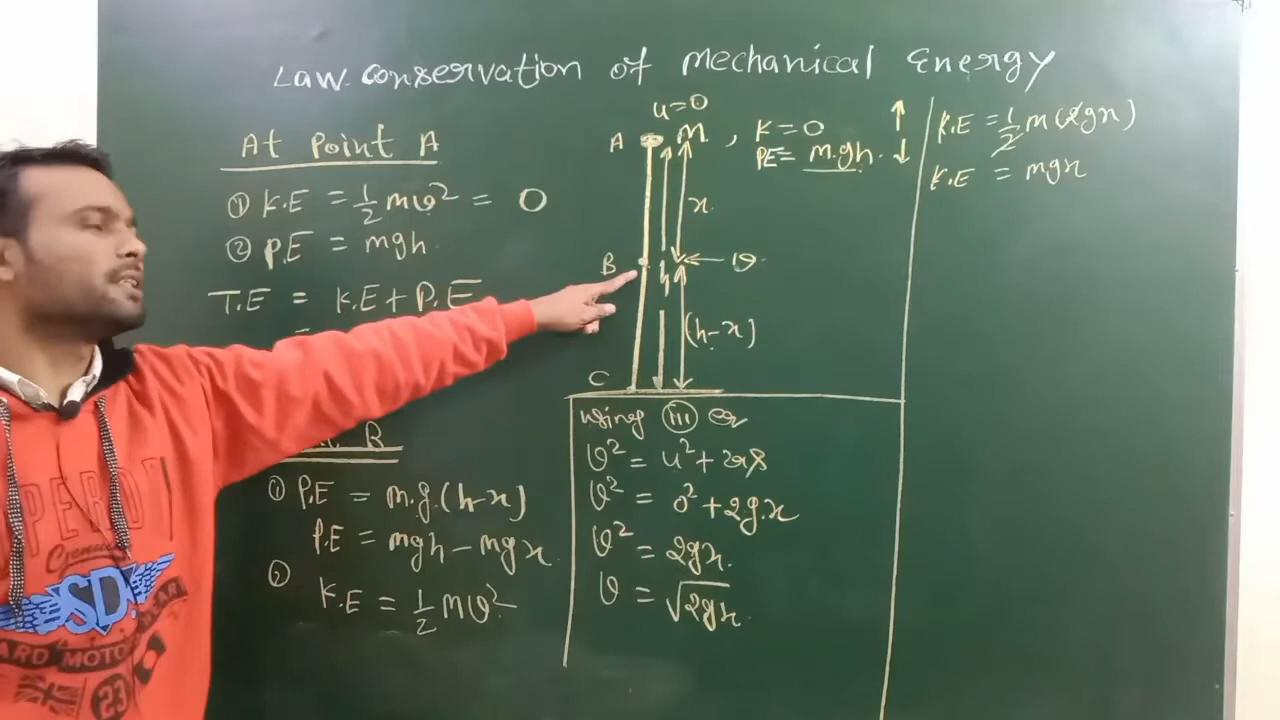 Law conservation of Mechanical Energy
At Point A
① K.E = 1/2 mv² = 0
② P.E = mgh.
T.E = K.E + P.E
=
B
① P.E = m.g.(h-x)
P.E = mgh - mgx
② K.E = 1/2 mv²
u=0
A M, K=0
PE = m.gh.
x.
B v
(h-x)
C
using (iii) eq
v² = u² + 2as
v² = 0² + 2g.x
v² = 2gx.
v = √2gx.
K.E = 1/2 m(2gx)
K.E = mgx
SD
23